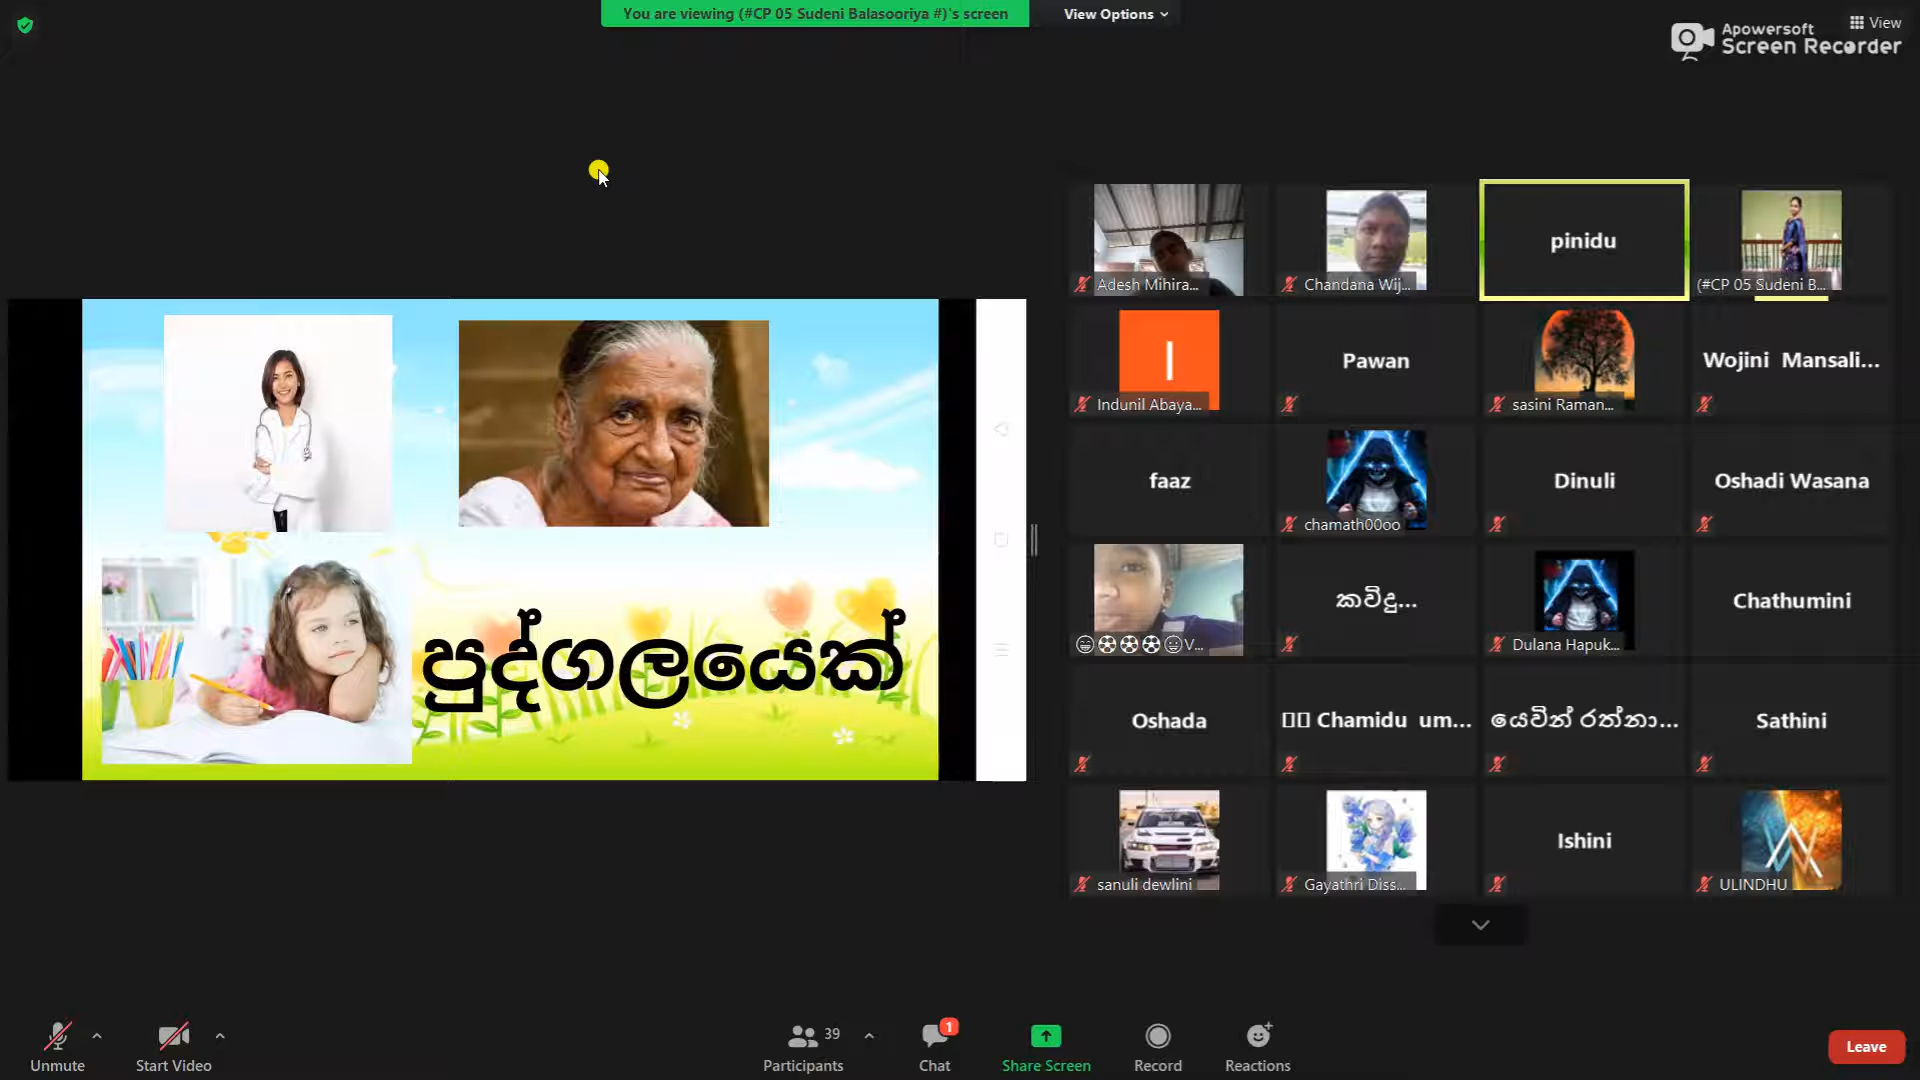 You are viewing (#CP 05 Sudeni Balasooriya #)'s screen
View Options
View
Apowersoft
Screen Recorder
pinidu
Adesh Mihira...
Chandana Wij...
(#CP 05 Sudeni B...
I
Pawan
Wojini Mansali...
Indunil Abaya...
sasini Raman...
faaz
Dinuli
Oshadi Wasana
chamath00oo
කවිදු...
Chathumini
V...
Dulana Hapuk...
පුද්ගලයෙක්
Oshada
Chamidu um...
යෙවින් රත්නා...
Sathini
Ishini
sanuli dewlini
Gayathri Diss...
ULINDHU
39
1
Unmute
Start Video
Participants
Chat
Share Screen
Record
Reactions
Leave